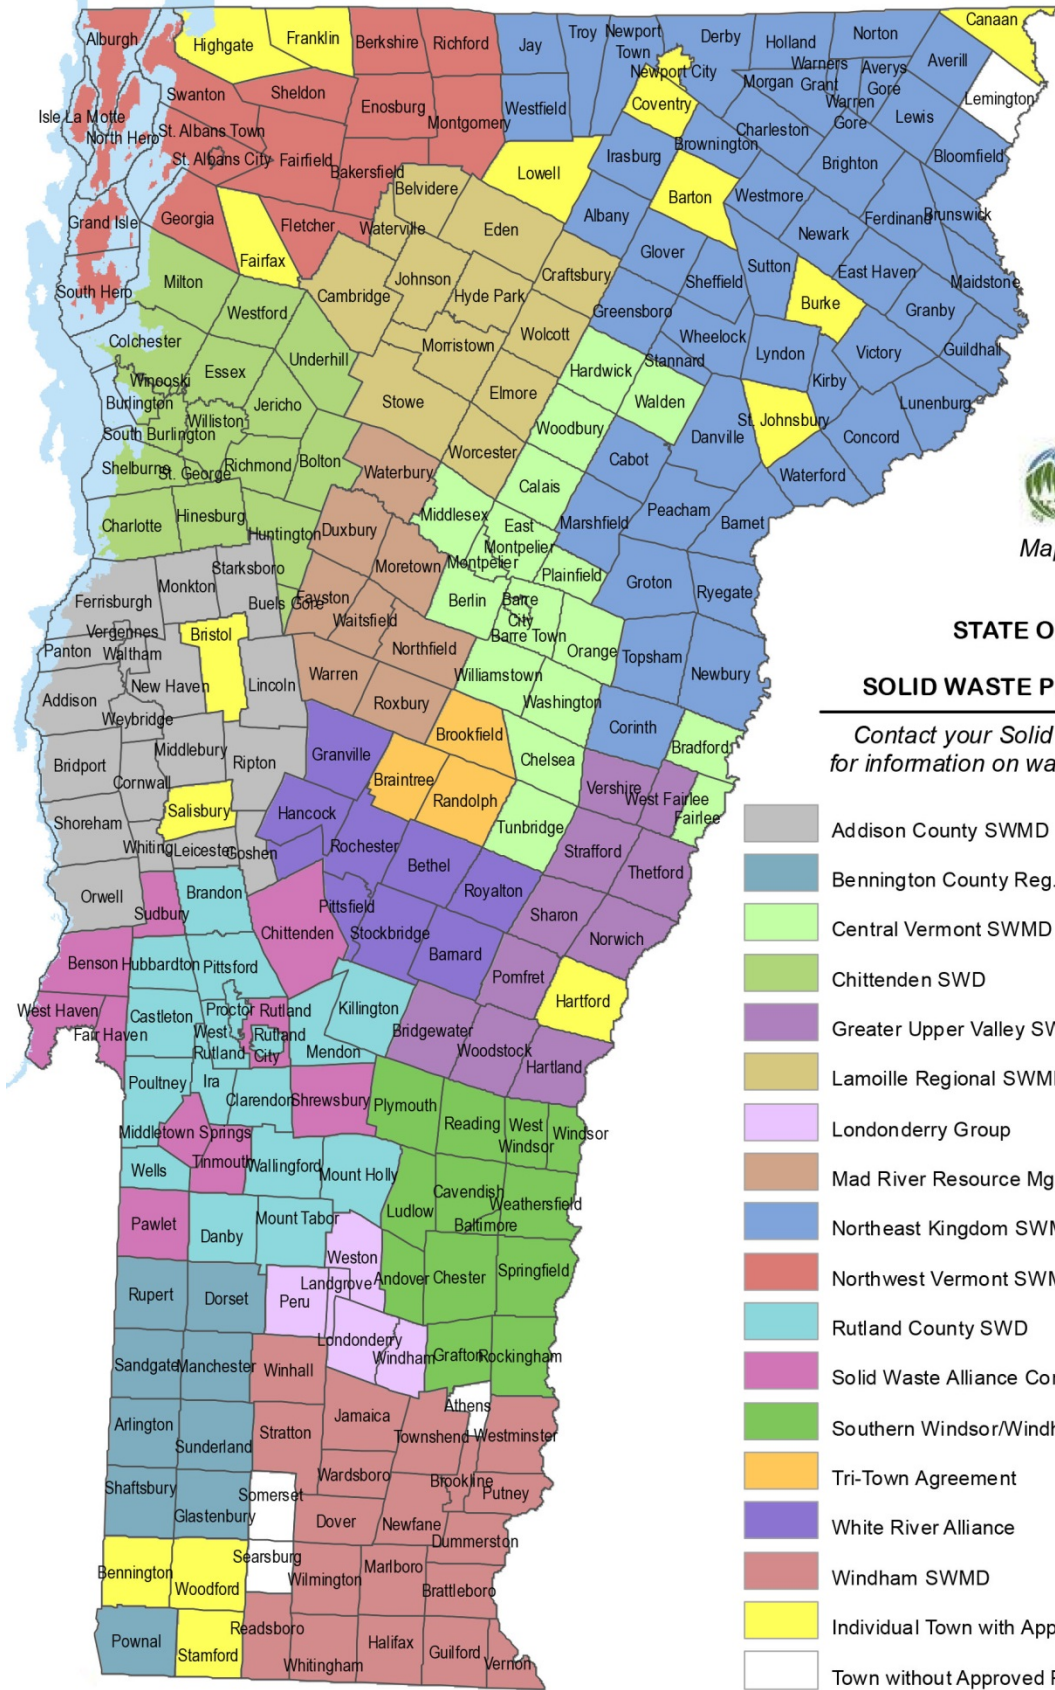 Alburgh
Highgate
Franklin
Berkshire
Richford
Jay
Troy
Newport
Town
Derby
Holland
Norton
Canaan
Averill
Warners
Grant
Averys
Gore
Newport City
Morgan
Warren
Gore
Lewis
Lemington
Isle La Motte
North Hero
Swanton
Sheldon
Enosburg
Montgomery
Westfield
Coventry
Charleston
Brownington
St. Albans Town
St. Albans City
Fairfield
Bakersfield
Lowell
Irasburg
Brighton
Bloomfield
Barton
Westmore
Belvidere
Grand Isle
Georgia
Fletcher
Waterville
Eden
Albany
Ferdinand
Brunswick
Newark
Fairfax
Glover
Sutton
East Haven
Maidstone
South Hero
Milton
Cambridge
Johnson
Hyde Park
Craftsbury
Sheffield
Burke
Granby
Westford
Greensboro
Wolcott
Morristown
Wheelock
Lyndon
Victory
Guildhall
Colchester
Underhill
Essex
Stannard
Hardwick
Kirby
Winooski
Elmore
Stowe
Walden
Lunenburg
Burlington
Jericho
Williston
St. Johnsbury
Woodbury
Danville
Concord
South Burlington
Worcester
Cabot
Shelburne
St. George
Richmond
Bolton
Waterbury
Waterford
Calais
Charlotte
Hinesburg
Huntington
Duxbury
Middlesex
East
Montpelier
Marshfield
Peacham
Barnet
Map
Montpelier
Moretown
Plainfield
Starksboro
Monkton
Groton
Ryegate
Ferrisburgh
Buels Gore
Fayston
Berlin
Barre
City
Waitsfield
STATE O
Vergennes
Bristol
Barre Town
Panton
Waltham
Northfield
Orange
Topsham
Warren
Williamstown
Newbury
New Haven
Lincoln
SOLID WASTE P
Addison
Roxbury
Washington
Weybridge
Corinth
Brookfield
Contact your Solid
Bradford
Middlebury
Granville
Ripton
Chelsea
for information on wa
Bridport
Cornwall
Braintree
Vershire
West Fairlee
Salisbury
Hancock
Randolph
Fairlee
Shoreham
Tunbridge
Addison County SWMD
Whiting
Leicester
Goshen
Rochester
Strafford
Bethel
Thetford
Bennington County Reg.
Orwell
Brandon
Royalton
Sudbury
Pittsfield
Sharon
Central Vermont SWMD
Chittenden
Stockbridge
Norwich
Barnard
Benson
Hubbardton
Pittsford
Pomfret
Chittenden SWD
Hartford
West Haven
Proctor
Rutland
Killington
Castleton
Bridgewater
Greater Upper Valley SW
Fair Haven
West
Rutland
Rutland
City
Mendon
Woodstock
Hartland
Poultney
Ira
Lamoille Regional SWM
Clarendon
Shrewsbury
Plymouth
Reading
West
Windsor
Windsor
Middletown Springs
Londonderry Group
Tinmouth
Wallingford
Wells
Mount Holly
Mad River Resource Mg
Cavendish
Weathersfield
Ludlow
Baltimore
Pawlet
Mount Tabor
Danby
Northeast Kingdom SWM
Weston
Andover
Chester
Springfield
Landgrove
Peru
Northwest Vermont SWM
Rupert
Dorset
Rutland County SWD
Londonderry
Windham
Grafton
Rockingham
Sandgate
Manchester
Winhall
Solid Waste Alliance Con
Athens
Jamaica
Arlington
Stratton
Townshend
Westminster
Southern Windsor/Windh
Sunderland
Wardsboro
Brookline
Tri-Town Agreement
Shaftsbury
Somerset
Putney
Glastenbury
Dover
Newfane
White River Alliance
Dummerston
Searsburg
Bennington
Woodford
Marlboro
Wilmington
Brattleboro
Windham SWMD
Readsboro
Pownal
Stamford
Halifax
Guilford
Individual Town with App
Whitingham
Vernon
Town without Approved P